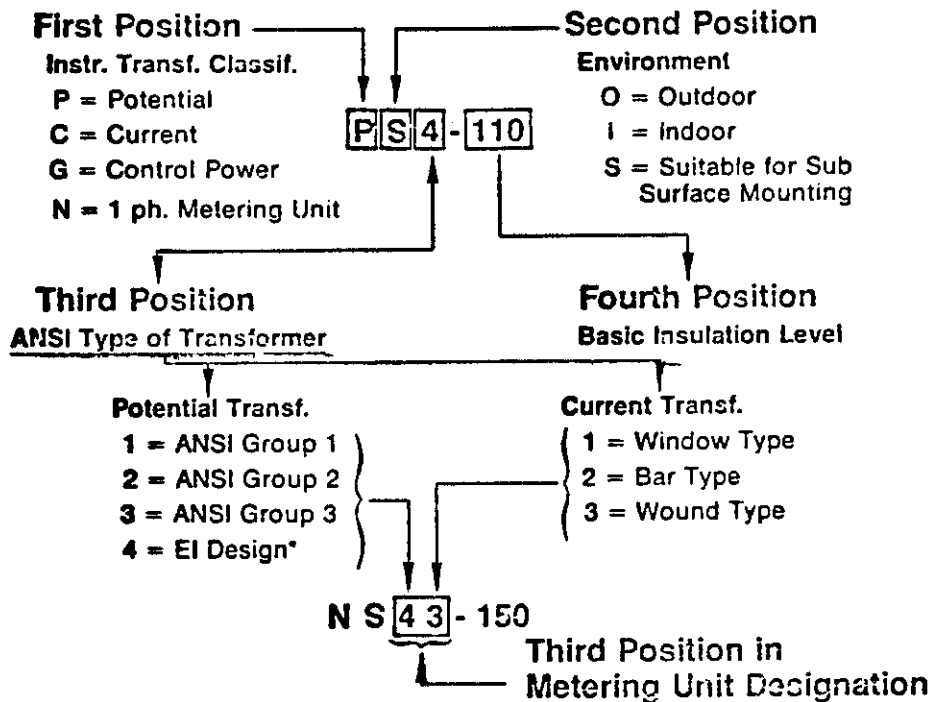 First Position
Instr. Transf. Classif.
P = Potential
C = Current
G = Control Power
N = 1 ph. Metering Unit
Second Position
Environment
O = Outdoor
I = Indoor
S = Suitable for Sub
Surface Mounting
P S 4 - 110
Third Position
ANSI Type of Transformer
Fourth Position
Basic Insulation Level
Potential Transf.
1 = ANSI Group 1
2 = ANSI Group 2
3 = ANSI Group 3
4 = EI Design*
Current Transf.
1 = Window Type
2 = Bar Type
3 = Wound Type
N S 4 3 - 150
Third Position in
Metering Unit Designation